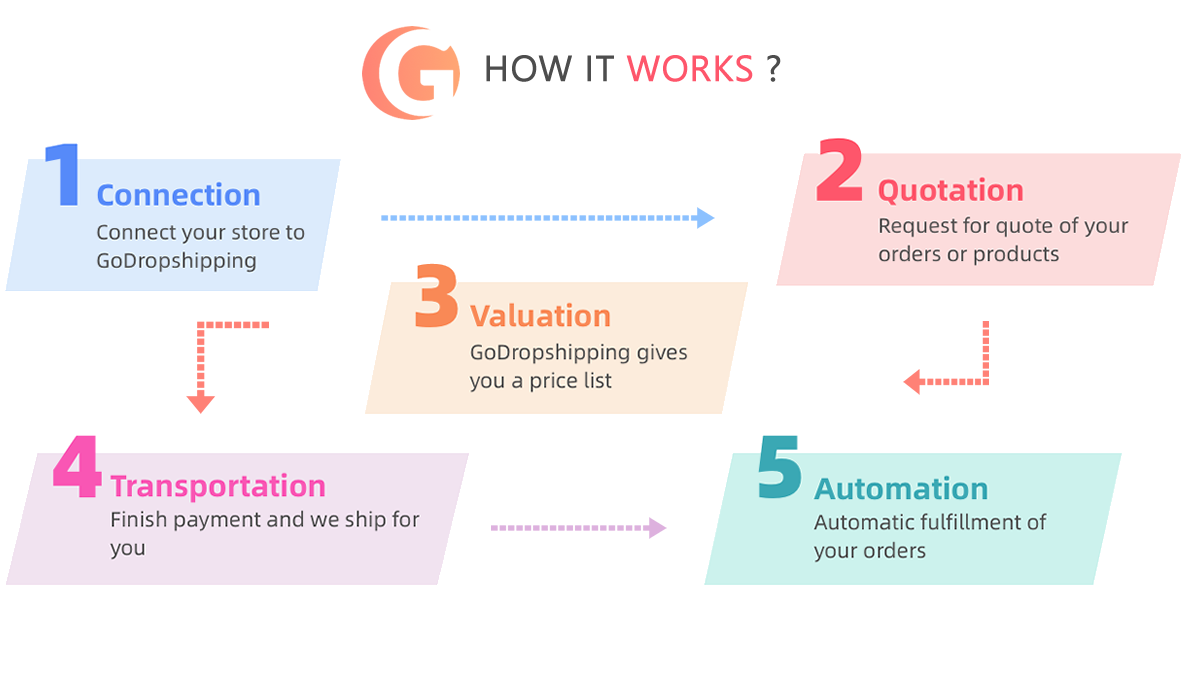 G HOW IT WORKS ?
1
Connection
Connect your store to
GoDropshipping
2
Quotation
Request for quote of your
orders or products
3
Valuation
GoDropshipping gives
you a price list
4
Transportation
Finish payment and we ship for
you
5
Automation
Automatic fulfillment of
your orders